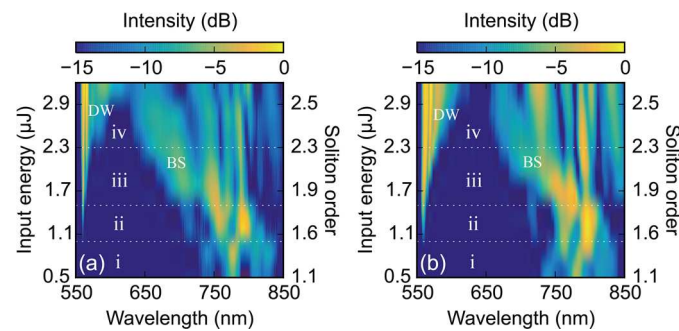 Intensity (dB)
−15 −10 −5 0
Input energy (μJ)
2.9
2.3
1.7
1.1
0.5
DW
iv
BS
iii
ii
(a)
i
2.5
2.3
1.9
1.6
1.1
Soliton order
550 650 750 850
Wavelength (nm)
Intensity (dB)
−15 −10 −5 0
Input energy (μJ)
2.9
2.3
1.7
1.1
0.5
DW
iv
BS
iii
ii
(b)
i
2.5
2.3
1.9
1.6
1.1
Soliton order
550 650 750 850
Wavelength (nm)